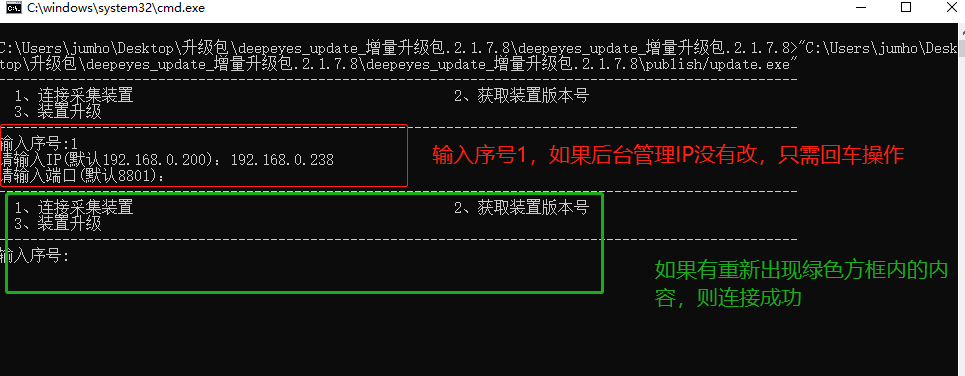 C:\windows\system32\cmd.exe
C:\Users\jumho\Desktop\升级包\deepeyes_update_增量升级包.2.1.7.8\deepeyes_update_增量升级包.2.1.7.8>"C:\Users\jumho\Desk
top\升级包\deepeyes_update_增量升级包.2.1.7.8\deepeyes_update_增量升级包.2.1.7.8\publish/update.exe"
1、连接采集装置 2、获取装置版本号
3、装置升级
输入序号:1
请输入IP(默认192.168.0.200): 192.168.0.238
请输入端口(默认8801):
输入序号1，如果后台管理IP没有改，只需回车操作
1、连接采集装置 2、获取装置版本号
3、装置升级
输入序号:
如果有重新出现绿色方框内的内
容，则连接成功